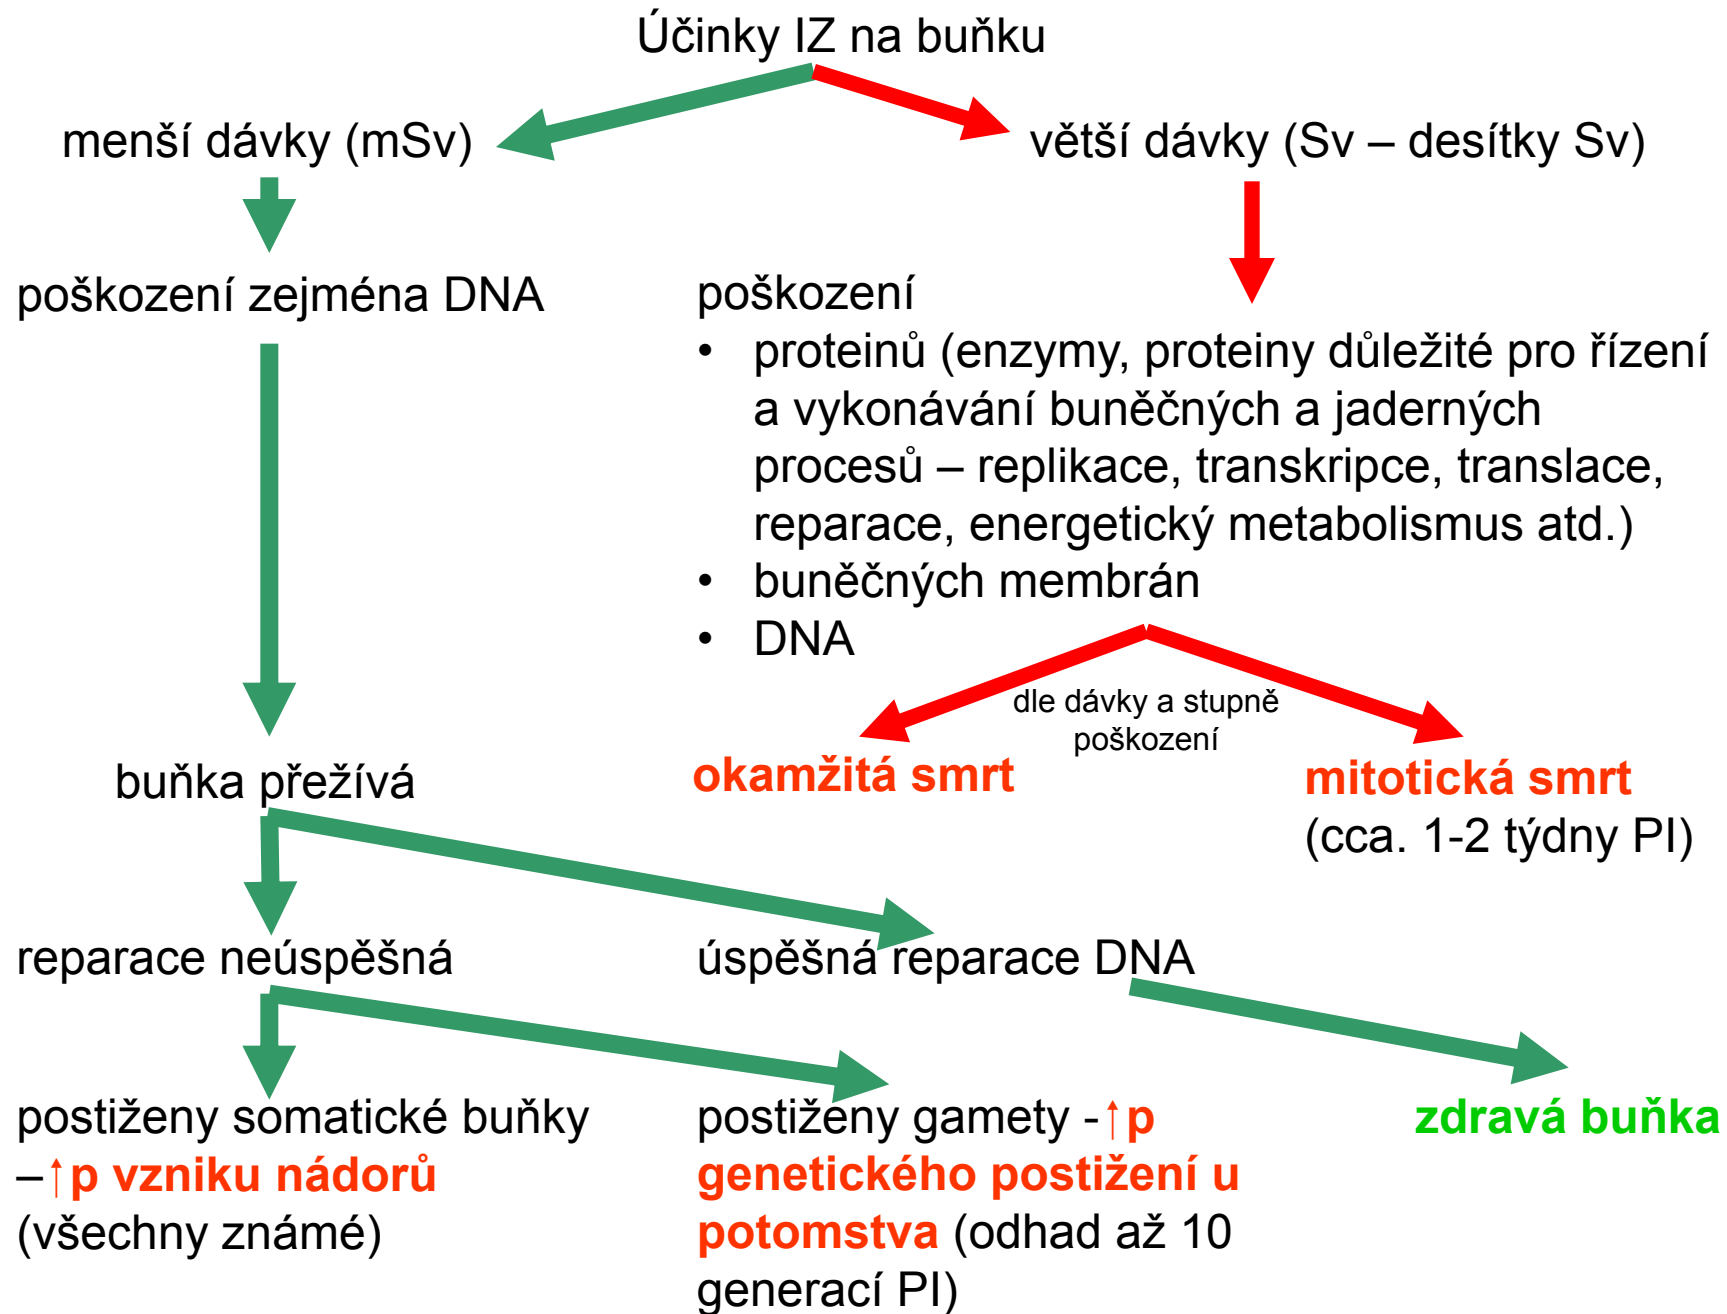 Účinky IZ na buňku
menší dávky (mSv)
větší dávky (Sv – desítky Sv)
poškození zejména DNA
poškození
• proteinů (enzymy, proteiny důležité pro řízení
a vykonávání buněčných a jaderných
procesů – replikace, transkripce, translace,
reparace, energetický metabolismus atd.)
• buněčných membrán
• DNA
dle dávky a stupně
poškození
buňka přežívá
okamžitá smrt
mitotická smrt
(cca. 1-2 týdny PI)
reparace neúspěšná
úspěšná reparace DNA
postiženy somatické buňky
–↑p vzniku nádorů
(všechny známé)
postiženy gamety -↑p
genetického postižení u
potomstva (odhad až 10
generací PI)
zdravá buňka